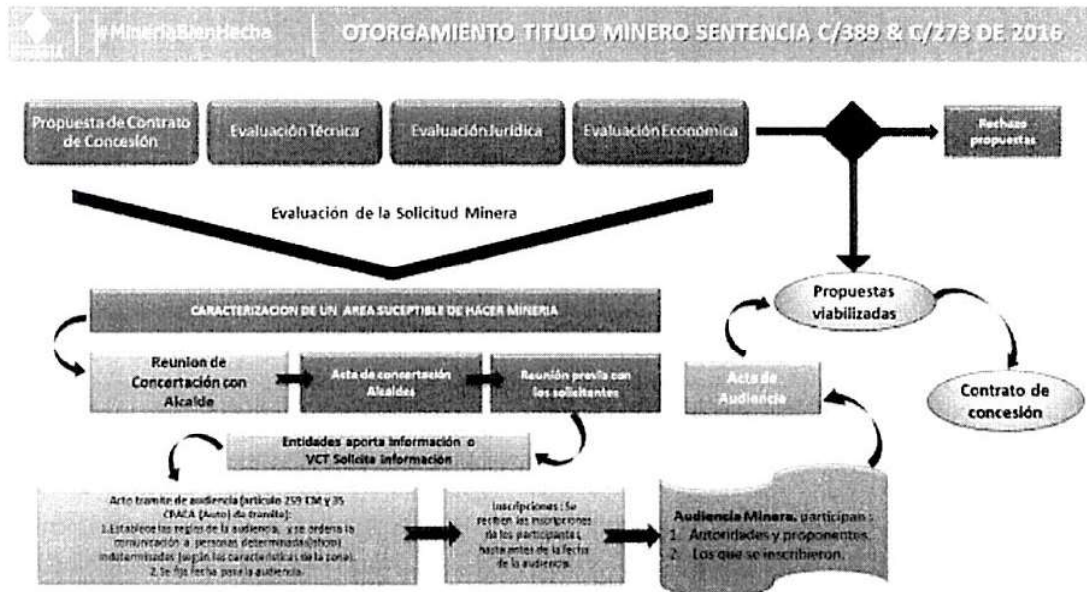 #MineriaBienHecha
OTORGAMIENTO TITULO MINERO SENTENCIA C/389 & C/273 DE 2016
Propuesta de Contrato
de Concesión
Evaluación Técnica
Evaluación Jurídica
Evaluación Económica
Rechazo
propuestas
Evaluación de la Solicitud Minera
CARACTERIZACION DE UN AREA SUCEPTIBLE DE HACER MINERIA
Propuestas
viabilizadas
Reunion de
Concertación con
Alcalde
Acta de concertación
Alcaldes
Reunión previa con
los solicitantes
Acta de
Audiencia
Contrato de
concesión
Entidades aporta información o
VCT Solicita información
Acto tramite de audiencia (artículo 259 CM y 35
CPACA (Auto) de trámite):
1.Establece las reglas de la audiencia, y se ordena la
comunicación a personas determinadas
indeterminadas (según las características de la zona).
2. Se fija fecha para la audiencia.
Inscripciones: Se
reciben las inscripciones
de los participantes,
hasta antes de la fecha
de la audiencia.
Audiencia Minera, participan:
1. Autoridades y proponentes.
2. Los que se inscribieron.